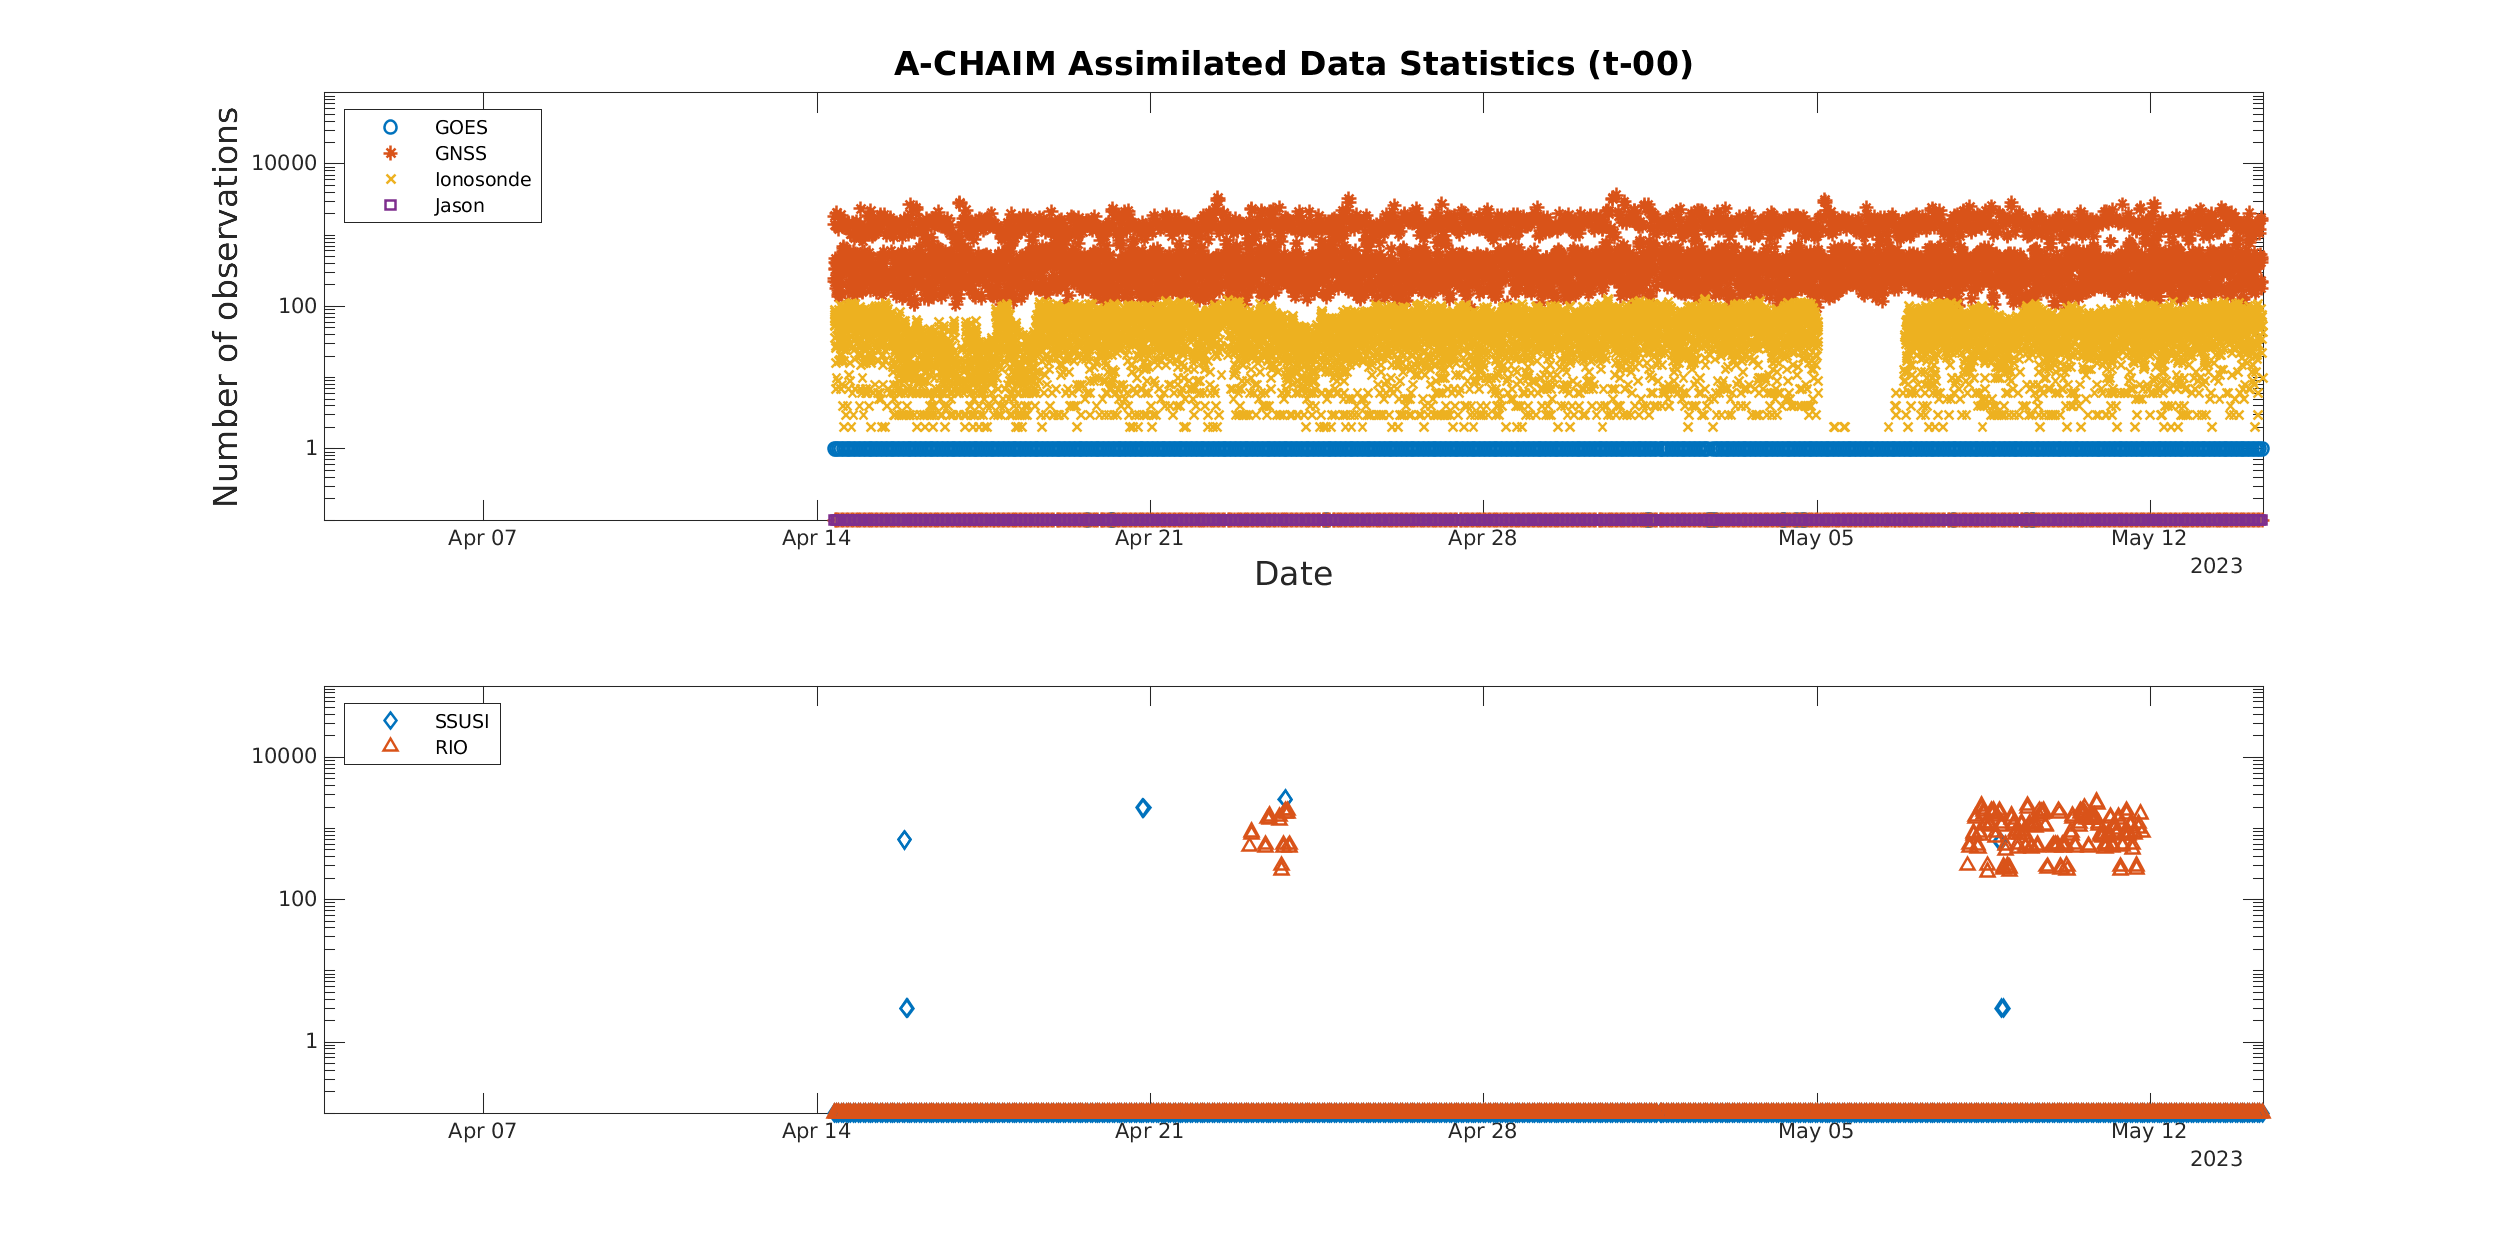 A-CHAIM Assimilated Data Statistics (t-00)
Number of observations
GOES
GNSS
Ionosonde
Jason
10000
100
1
Apr 07 Apr 14 Apr 21 Apr 28 May 05 May 12
2023
Date
SSUSI
RIO
10000
100
1
Apr 07 Apr 14 Apr 21 Apr 28 May 05 May 12
2023